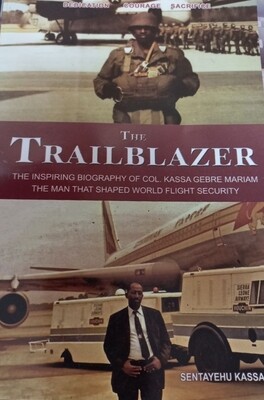 DEDICATION COURAGE SACRIFICE
THE
TRAILBLAZER
THE INSPIRING BIOGRAPHY OF COL. KASSA GEBRE MARIAM
THE MAN THAT SHAPED WORLD FLIGHT SECURITY
SENTAYEHU KASSA